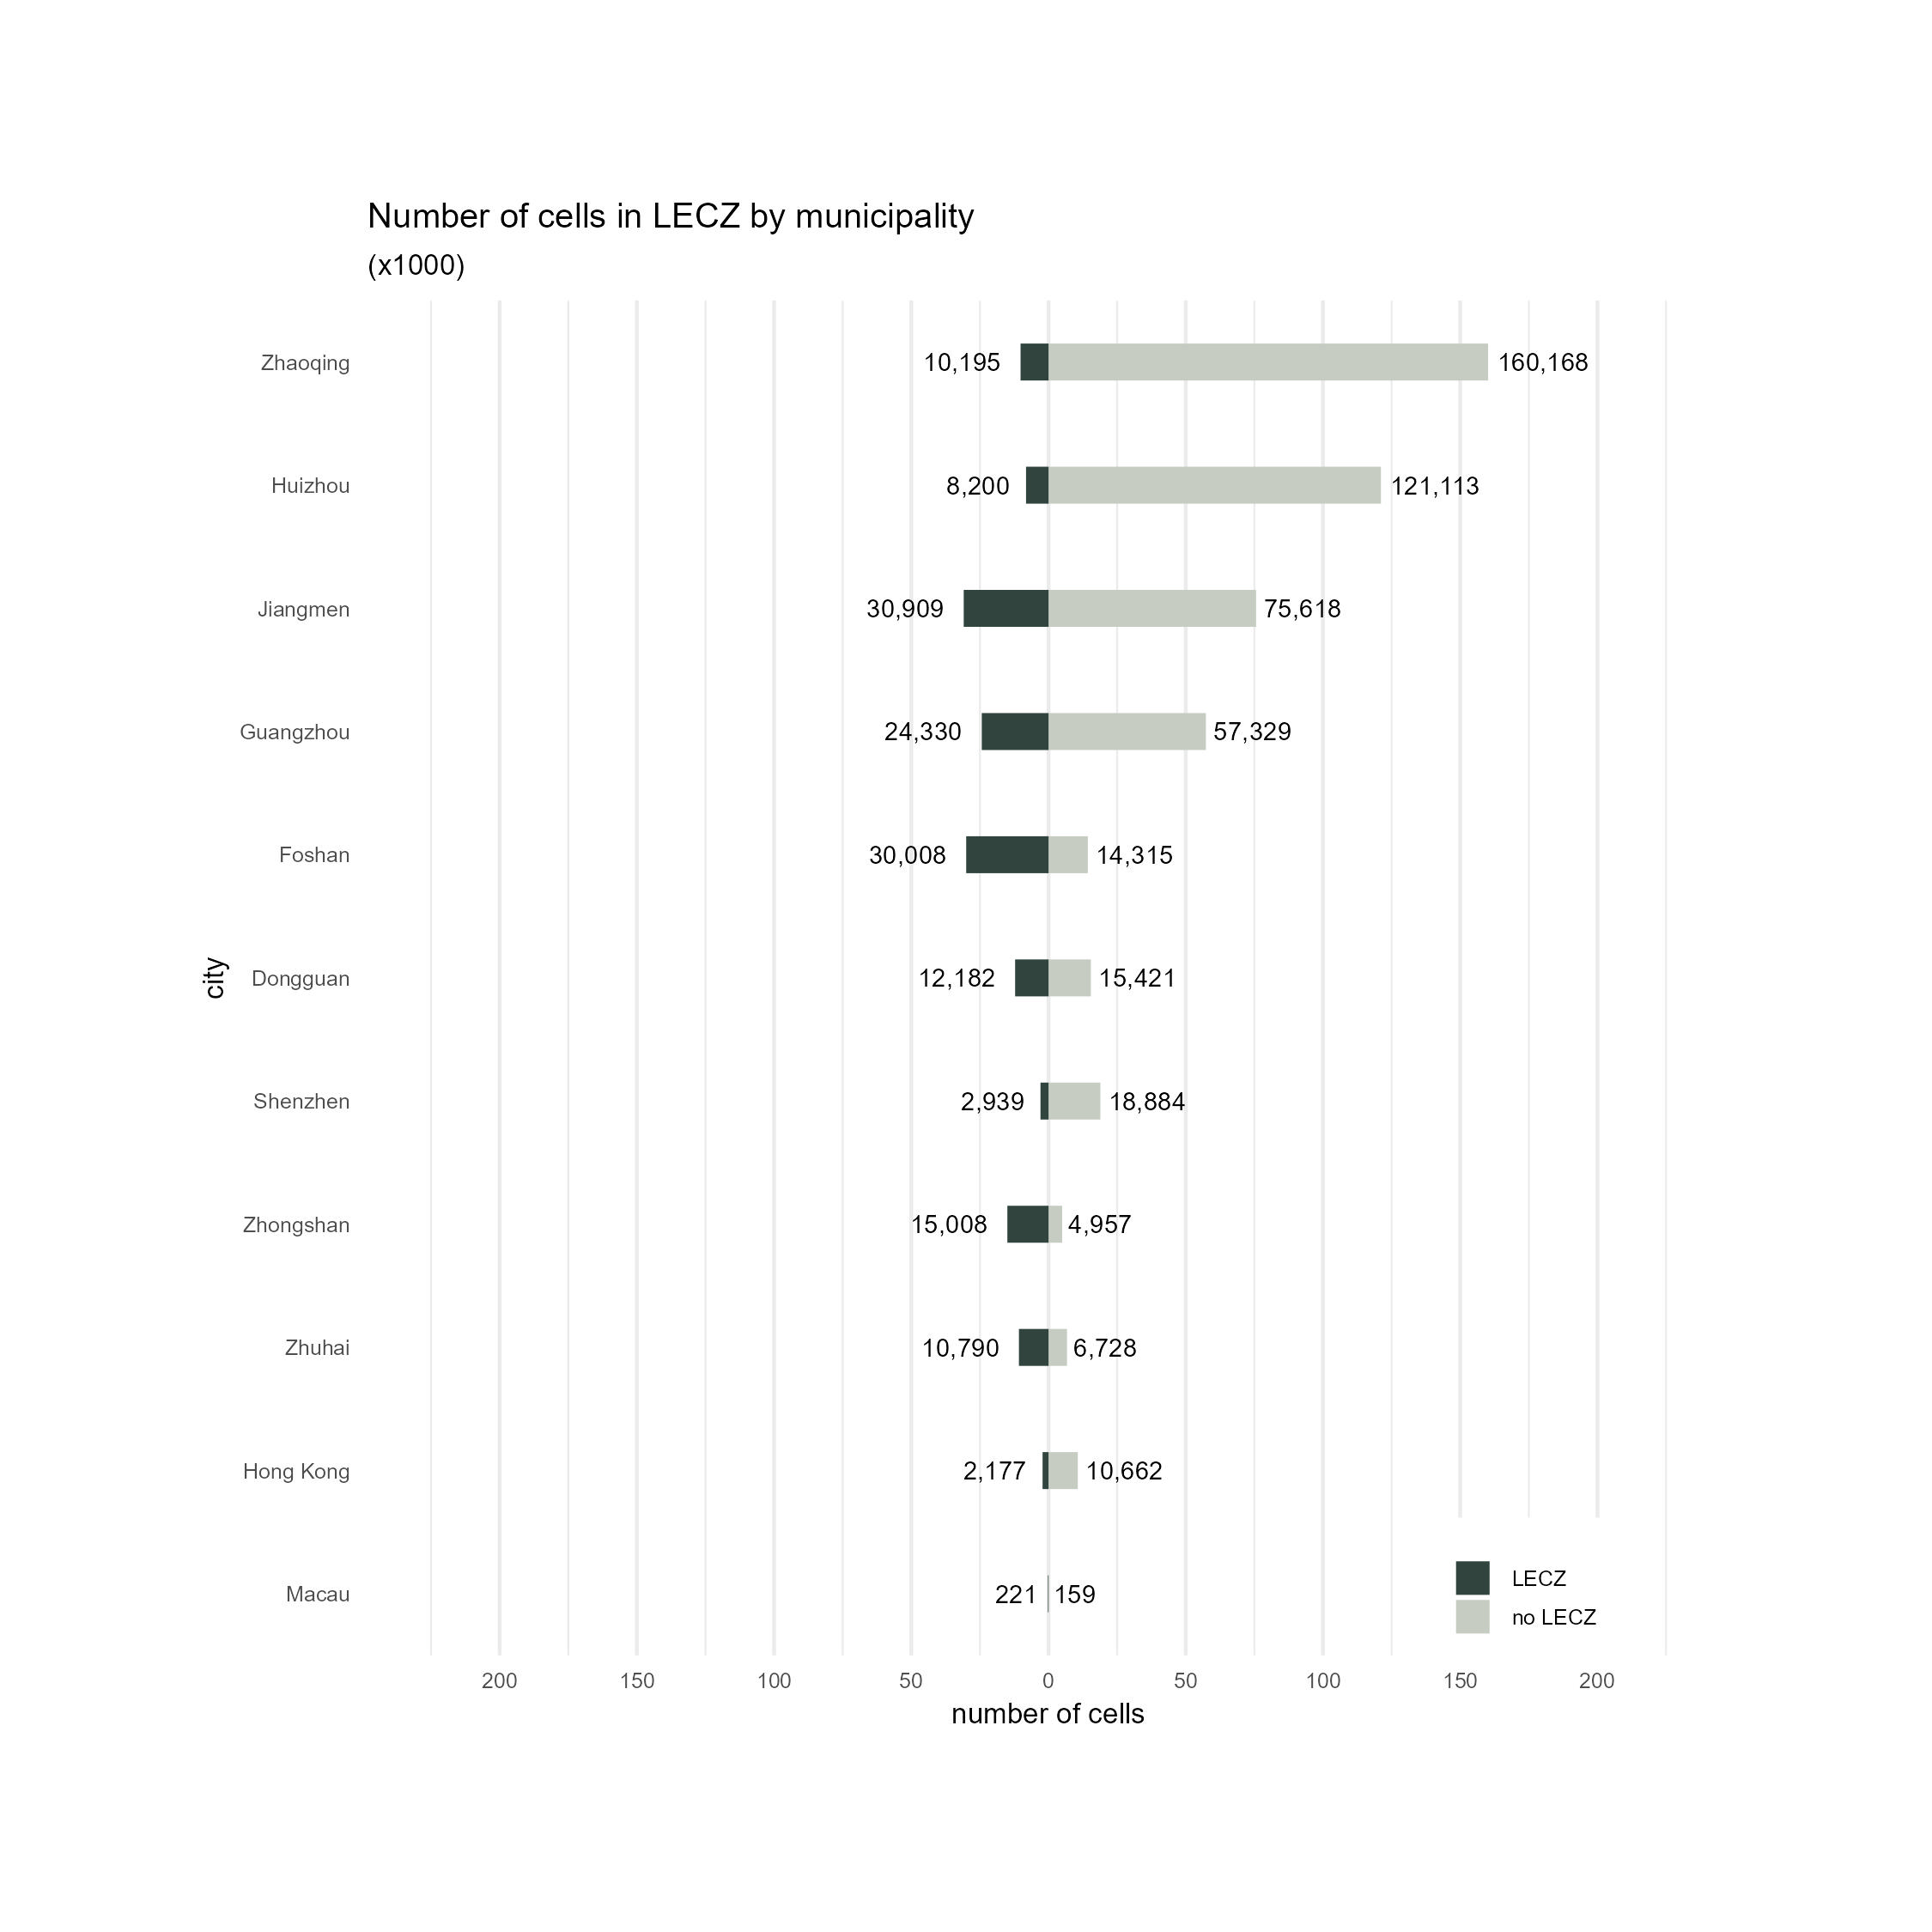 Number of cells in LECZ by municipality
(x1000)
Zhaoqing 10,195 160,168
Huizhou 8,200 121,113
Jiangmen 30,909 75,618
Guangzhou 24,330 57,329
Foshan 30,008 14,315
city
Dongguan 12,182 15,421
Shenzhen 2,939 18,884
Zhongshan 15,008 4,957
Zhuhai 10,790 6,728
Hong Kong 2,177 10,662
Macau 221 159
LECZ
no LECZ
200 150 100 50 0 50 100 150 200
number of cells